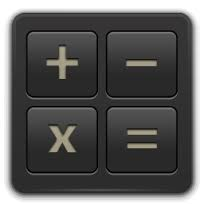 + −
x =